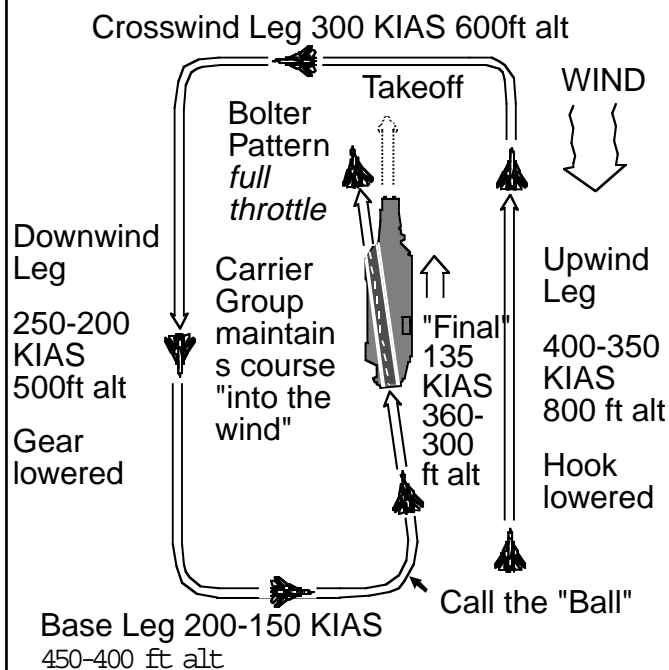 Crosswind Leg 300 KIAS 600ft alt
Takeoff
WIND
Bolter
Pattern
full
throttle
Downwind
Leg
250-200
KIAS
500ft alt
Gear
lowered
Carrier
Group
maintain
s course
"into the
wind"
"Final"
135
KIAS
360-
300
ft alt
Upwind
Leg
400-350
KIAS
800 ft alt
Hook
lowered
Call the "Ball"
Base Leg 200-150 KIAS
450-400 ft alt